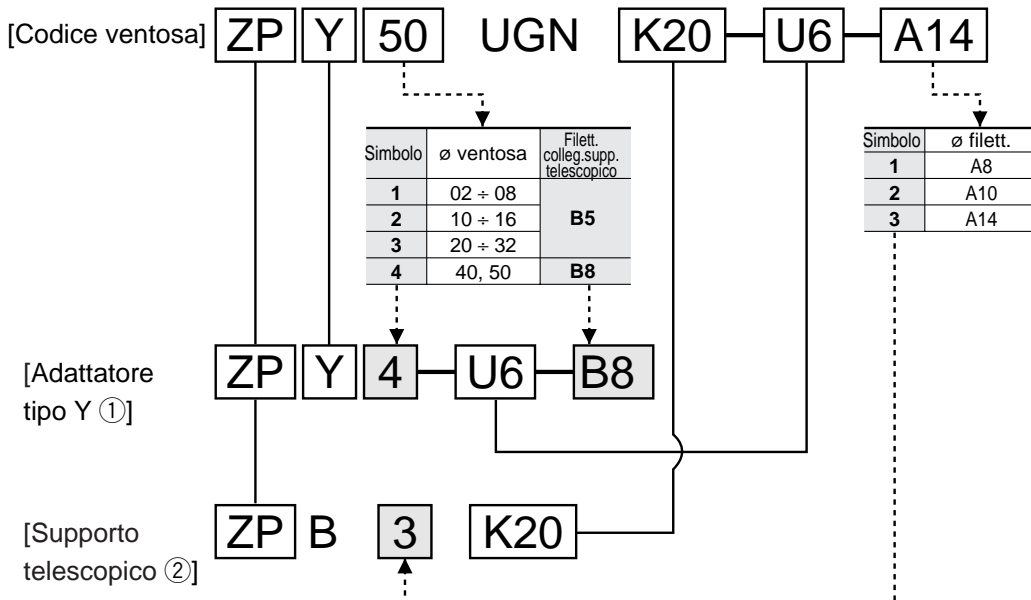 [Codice ventosa] ZP Y 50 UGN K20 U6 A14
Simbolo ø ventosa Filett. colleg.supp. telescopico
1 02 ÷ 08 B5
2 10 ÷ 16
3 20 ÷ 32
4 40, 50 B8
Simbolo ø filett.
1 A8
2 A10
3 A14
[Adattatore
tipo Y ①]
ZP Y 4 U6 B8
[Supporto
telescopico ②]
ZP B 3 K20